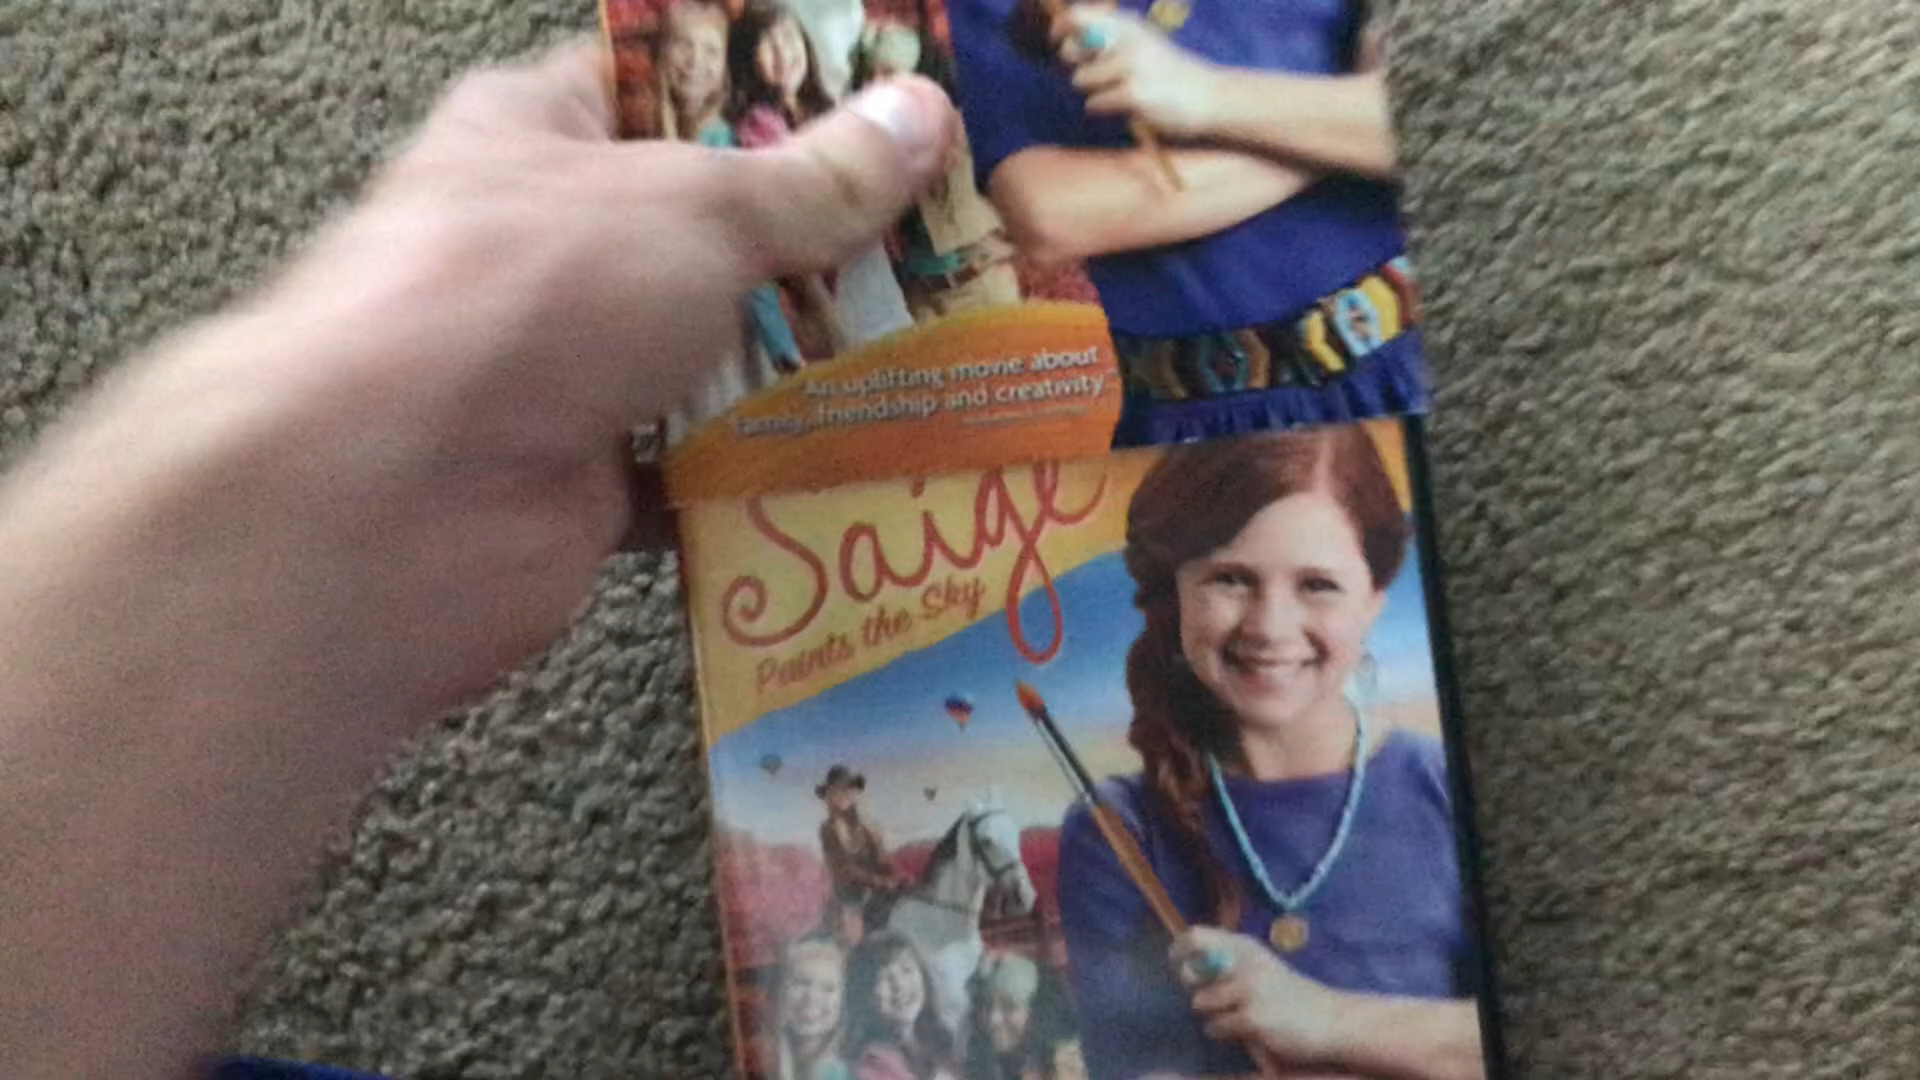 An uplifting movie about
family, friendship and creativity."
Saige
Paints the Sky